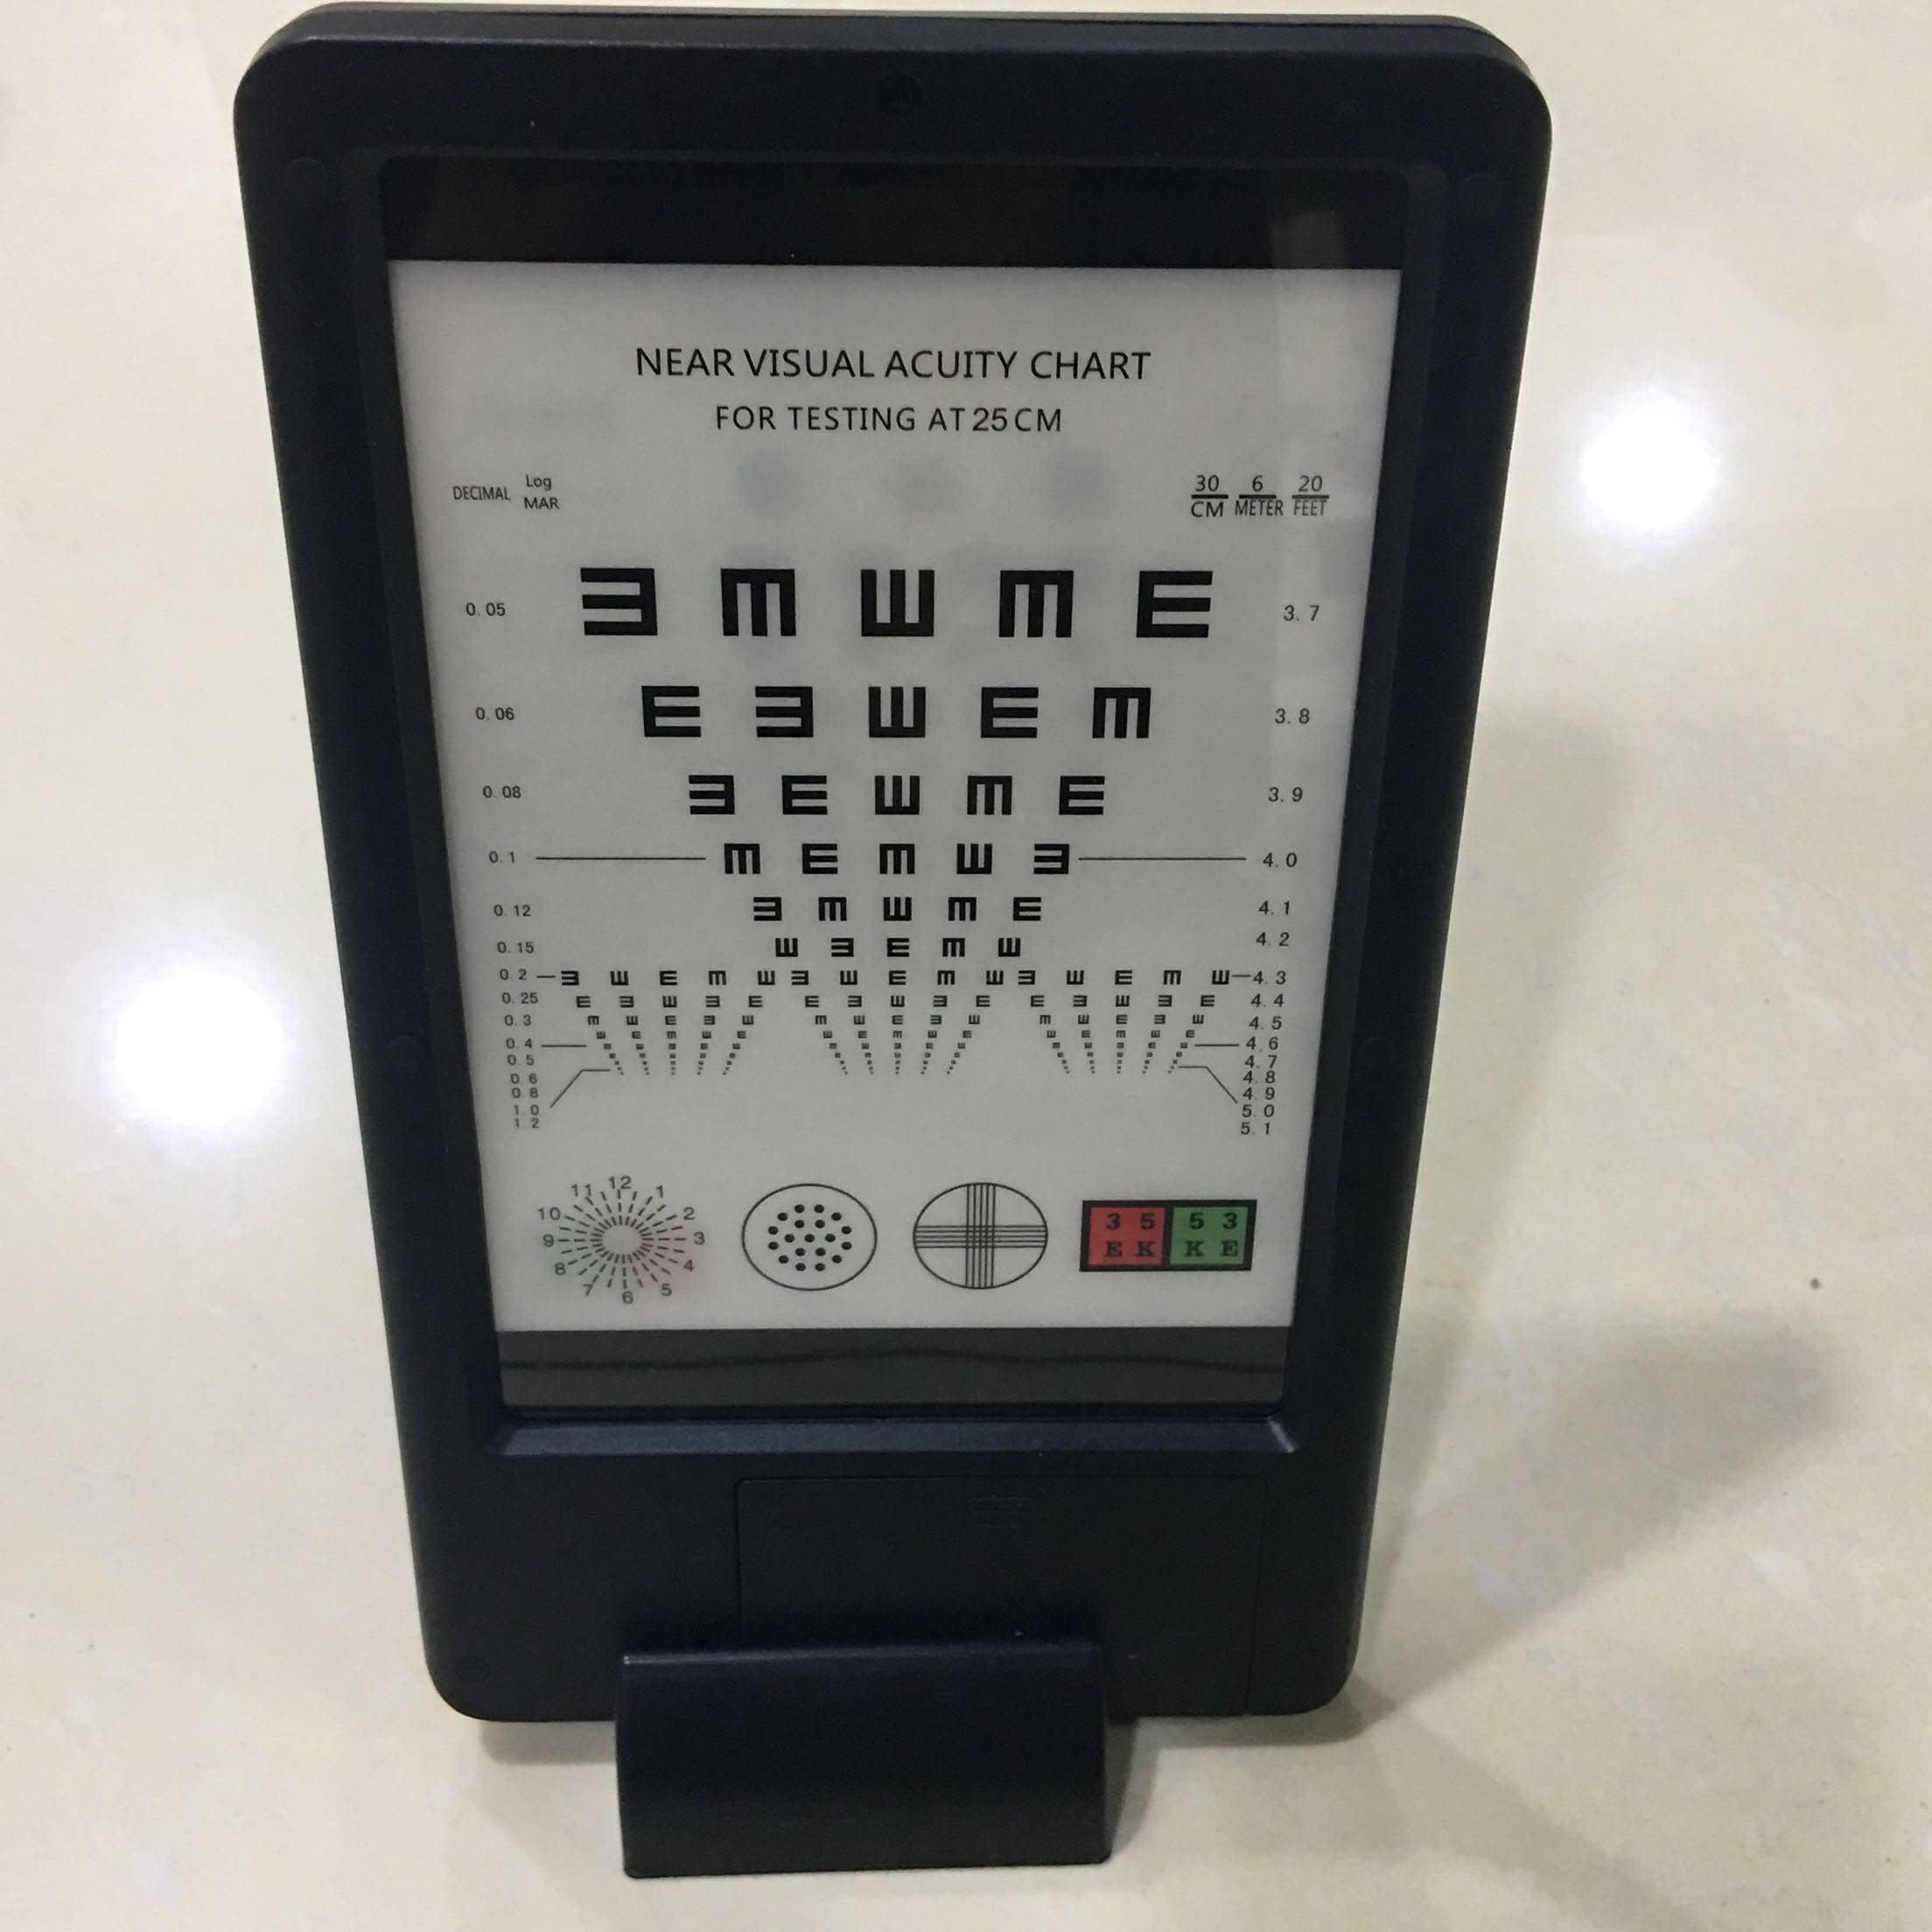 NEAR VISUAL ACUITY CHART
FOR TESTING AT 25 CM
DECIMAL Log MAR 30 CM 6 METER 20 FEET
0.05 Ǝ M Ш M E 3.7
0.06 E Ǝ Ш E M 3.8
0.08 Ǝ E Ш M E 3.9
0.1 M E M Ш Ǝ 4.0
0.12 Ǝ M Ш M E 4.1
0.15 Ш Ǝ E M Ш 4.2
0.2 Ǝ Ш E M Ш Ǝ Ш E M Ш Ǝ Ш E M Ш 4.3
0.25 E Ǝ Ш Ǝ E E Ǝ Ш Ǝ E E Ǝ Ш Ǝ E 4.4
0.3 M Ш E Ǝ Ш M Ш E Ǝ Ш M Ш E Ǝ Ш 4.5
0.4 4.6
0.5 4.7
0.6 4.8
0.8 4.9
1.0 5.0
1.2 5.1
12 1 2 3 4 5 6 7 8 9 10 11
3 5 5 3
E K K E